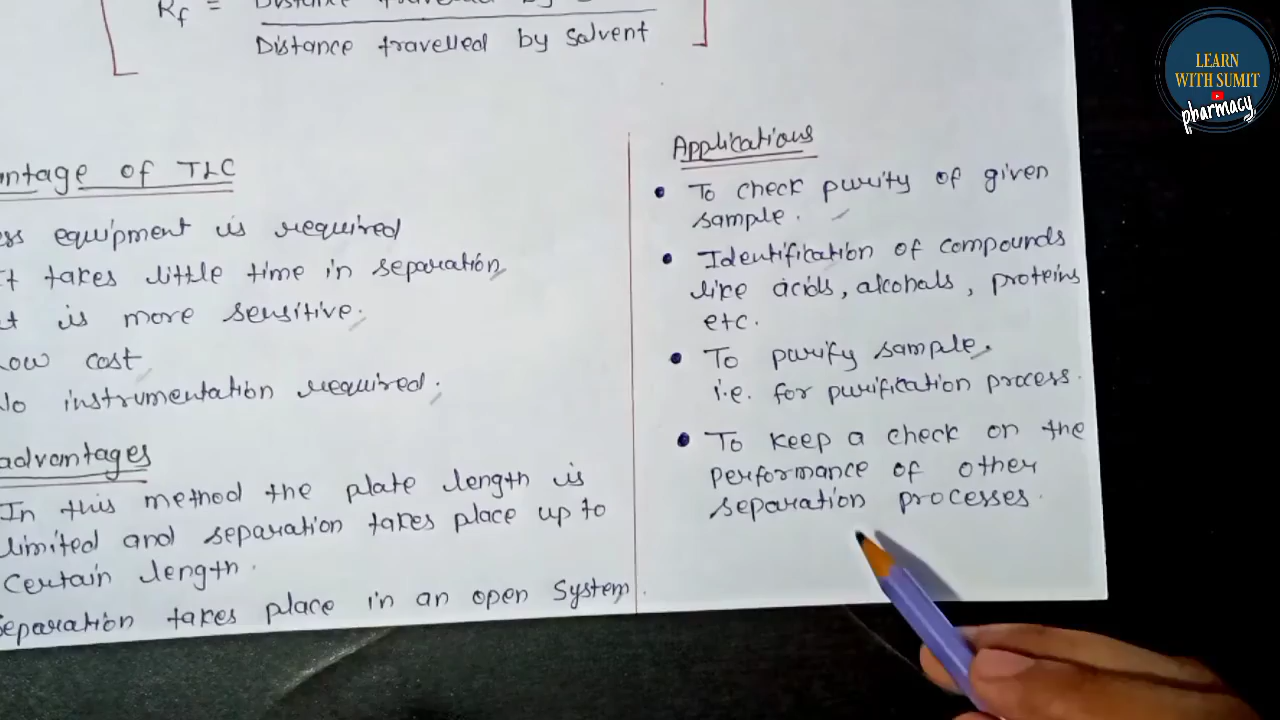 Rf =
Distance travelled by solvent
LEARN
WITH SUMIT
pharmacy
of TLC
equipment is required
takes little time in separation
is more sensitive.
cost
instrumentation required.
advantages
In this method the plate length is
limited and separation takes place up to
Certain length.
Separation takes place in an open System.
Applications
• To check purity of given
sample.
• Identification of compounds
like acids, alcohals, proteins
etc.
• To purify sample.
i.e. for purification process.
• To keep a check on the
performance of other
separation processes.